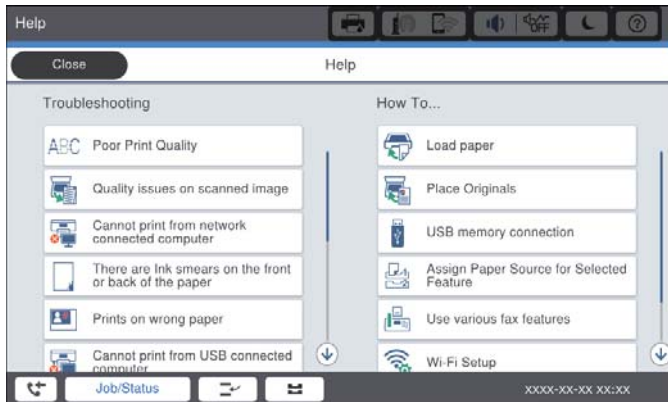 Help
OFF
Close
Help
Troubleshooting
How To...
ABC
Poor Print Quality
Load paper
Quality issues on scanned image
Place Originals
Cannot print from network
connected computer
USB memory connection
There are Ink smears on the front
or back of the paper
Assign Paper Source for Selected
Feature
Prints on wrong paper
Use various fax features
Cannot print from USB connected
computer
Wi-Fi Setup
Job/Status
XXXX-XX-XX XX:XX